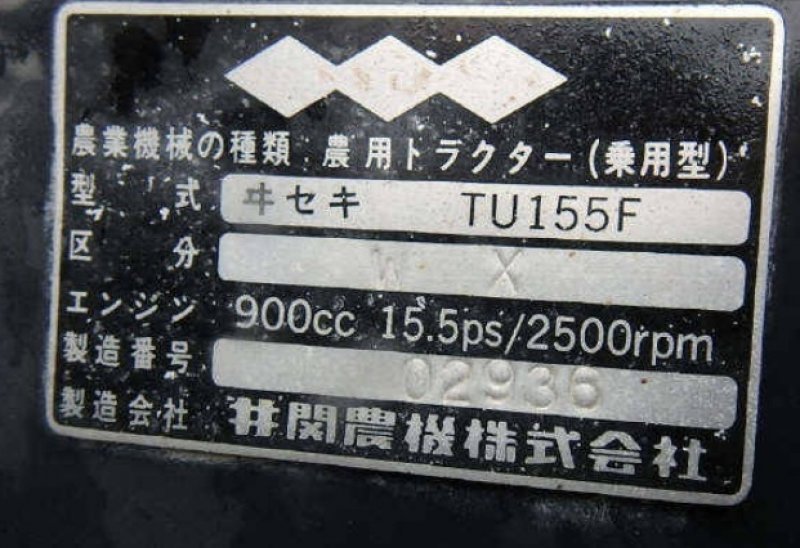 農業機械の種類 農用トラクター(乗用型)
型式 ヰセキ TU155F
区分 W X
エンジン 900cc 15.5ps/2500rpm
製造番号 02936
製造会社 井関農機株式会社